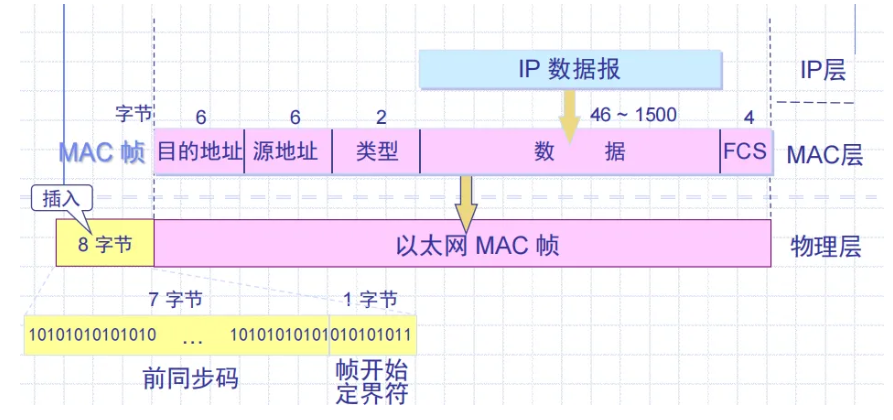 IP 数据报
IP层
字节 6 6 2 46 ~ 1500 4
MAC 帧 目的地址 源地址 类型 数 据 FCS MAC层
插入
8 字节 以太网 MAC 帧 物理层
7 字节 1 字节
10101010101010 … 10101010101010101011
前同步码 帧开始
定界符